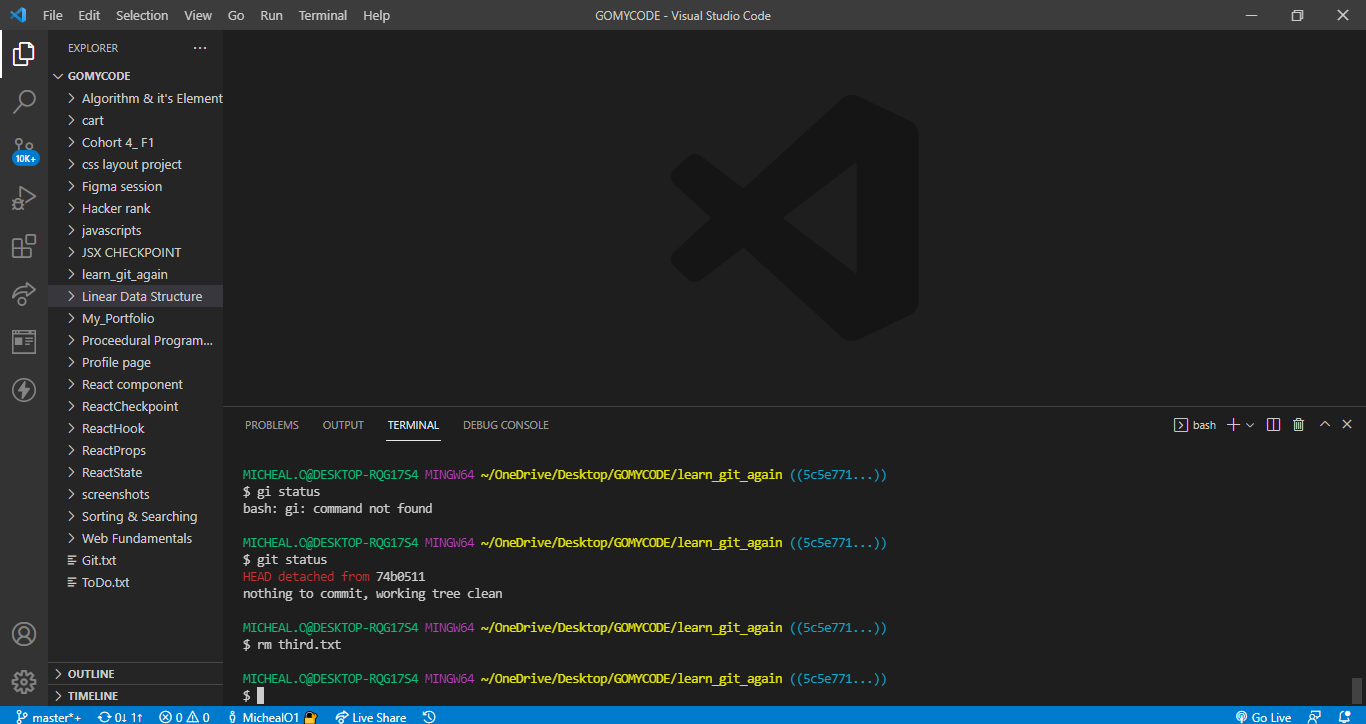 File Edit Selection View Go Run Terminal Help
GOMYCODE - Visual Studio Code
EXPLORER
GOMYCODE
Algorithm & it's Element
cart
Cohort 4_ F1
css layout project
Figma session
Hacker rank
javascripts
JSX CHECKPOINT
learn_git_again
Linear Data Structure
My_Portfolio
Proceedural Program...
Profile page
React component
ReactCheckpoint
ReactHook
ReactProps
ReactState
screenshots
Sorting & Searching
Web Fundamentals
Git.txt
ToDo.txt
OUTLINE
TIMELINE
10K+
PROBLEMS OUTPUT TERMINAL DEBUG CONSOLE
bash
MICHEAL.O@DESKTOP-RQG17S4 MINGW64 ~/OneDrive/Desktop/GOMYCODE/learn_git_again ((5c5e771...))
$ gi status
bash: gi: command not found
MICHEAL.O@DESKTOP-RQG17S4 MINGW64 ~/OneDrive/Desktop/GOMYCODE/learn_git_again ((5c5e771...))
$ git status
HEAD detached from 74b0511
nothing to commit, working tree clean
MICHEAL.O@DESKTOP-RQG17S4 MINGW64 ~/OneDrive/Desktop/GOMYCODE/learn_git_again ((5c5e771...))
$ rm third.txt
MICHEAL.O@DESKTOP-RQG17S4 MINGW64 ~/OneDrive/Desktop/GOMYCODE/learn_git_again ((5c5e771...))
$
master*+ 0↓ 1↑ 0 0 MichealO1 Live Share
Go Live